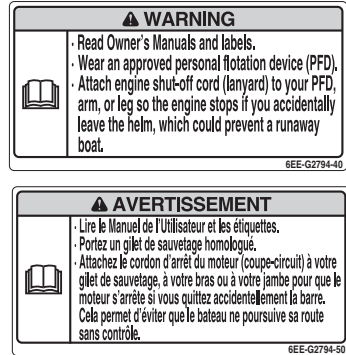 WARNING
· Read Owner's Manuals and labels.
· Wear an approved personal flotation device (PFD).
· Attach engine shut-off cord (lanyard) to your PFD,
arm, or leg so the engine stops if you accidentally
leave the helm, which could prevent a runaway
boat.
6EE-G2794-40
AVERTISSEMENT
· Lire le Manuel de l'Utilisateur et les étiquettes.
· Portez un gilet de sauvetage homologué.
· Attachez le cordon d'arrêt du moteur (coupe-circuit) à votre
gilet de sauvetage, à votre bras ou à votre jambe pour que le
moteur s'arrête si vous quittez accidentellement la barre.
Cela permet d'éviter que le bateau ne poursuive sa route
sans contrôle.
6EE-G2794-50